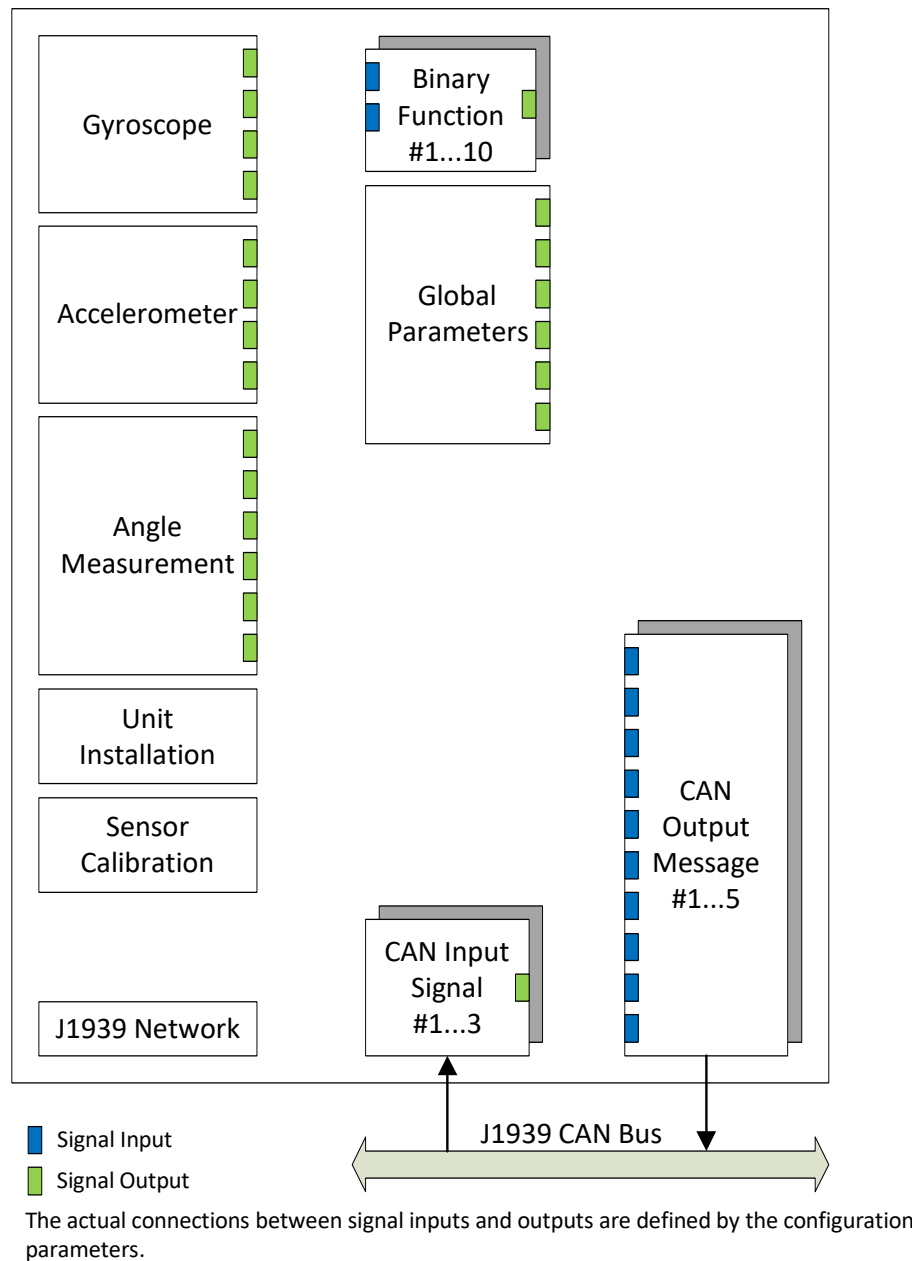 Gyroscope
Binary
Function
#1...10
Accelerometer
Global
Parameters
Angle
Measurement
Unit
Installation
Sensor
Calibration
CAN
Output
Message
#1...5
CAN Input
Signal
#1...3
J1939 Network
J1939 CAN Bus
Signal Input
Signal Output
The actual connections between signal inputs and outputs are defined by the configuration
parameters.